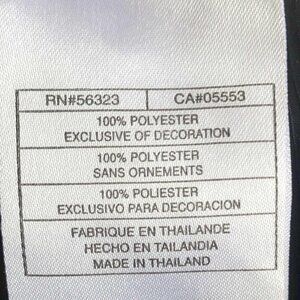 RN#56323 CA#05553
100% POLYESTER
EXCLUSIVE OF DECORATION
100% POLYESTER
SANS ORNEMENTS
100% POLIESTER
EXCLUSIVO PARA DECORACION
FABRIQUE EN THAILANDE
HECHO EN TAILANDIA
MADE IN THAILAND